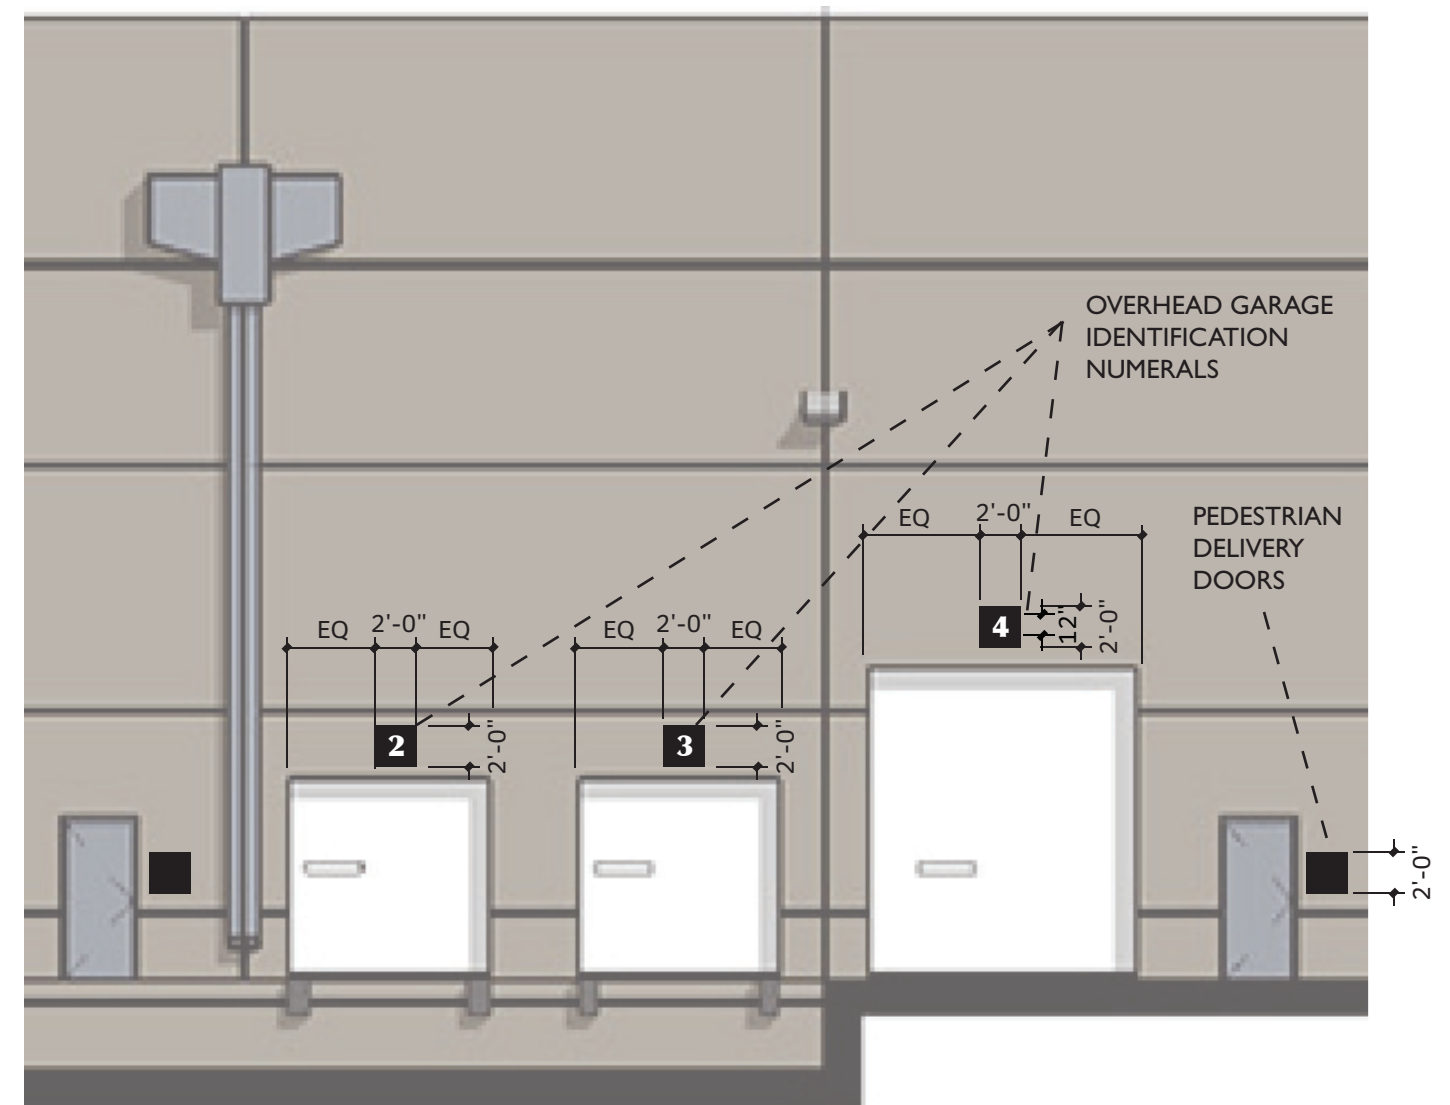 OVERHEAD GARAGE
IDENTIFICATION
NUMERALS
PEDESTRIAN
DELIVERY
DOORS
EQ 2'-0" EQ
4
12"
2'-0"
EQ 2'-0" EQ
EQ 2'-0" EQ
2
2'-0"
3
2'-0"
2'-0"